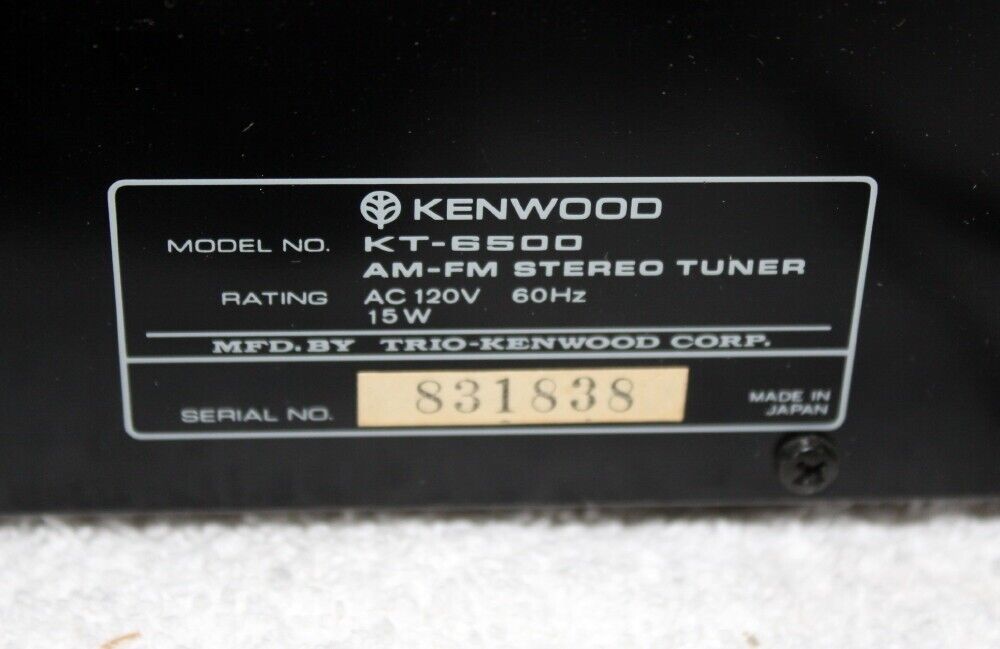 KENWOOD
MODEL NO. KT-6500
AM-FM STEREO TUNER
RATING AC 120V 60Hz
15W
MFD. BY TRIO-KENWOOD CORP.
SERIAL NO. 831838
MADE IN
JAPAN